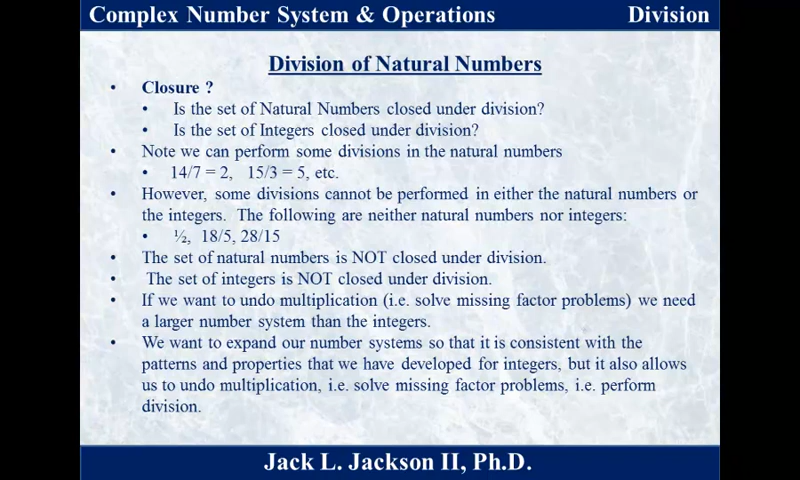 Complex Number System & Operations Division
Division of Natural Numbers
• Closure ?
• Is the set of Natural Numbers closed under division?
• Is the set of Integers closed under division?
• Note we can perform some divisions in the natural numbers
• 14/7 = 2, 15/3 = 5, etc.
• However, some divisions cannot be performed in either the natural numbers or
the integers. The following are neither natural numbers nor integers:
• ½, 18/5, 28/15
• The set of natural numbers is NOT closed under division.
• The set of integers is NOT closed under division.
• If we want to undo multiplication (i.e. solve missing factor problems) we need
a larger number system than the integers.
• We want to expand our number systems so that it is consistent with the
patterns and properties that we have developed for integers, but it also allows
us to undo multiplication, i.e. solve missing factor problems, i.e. perform
division.
Jack L. Jackson II, Ph.D.